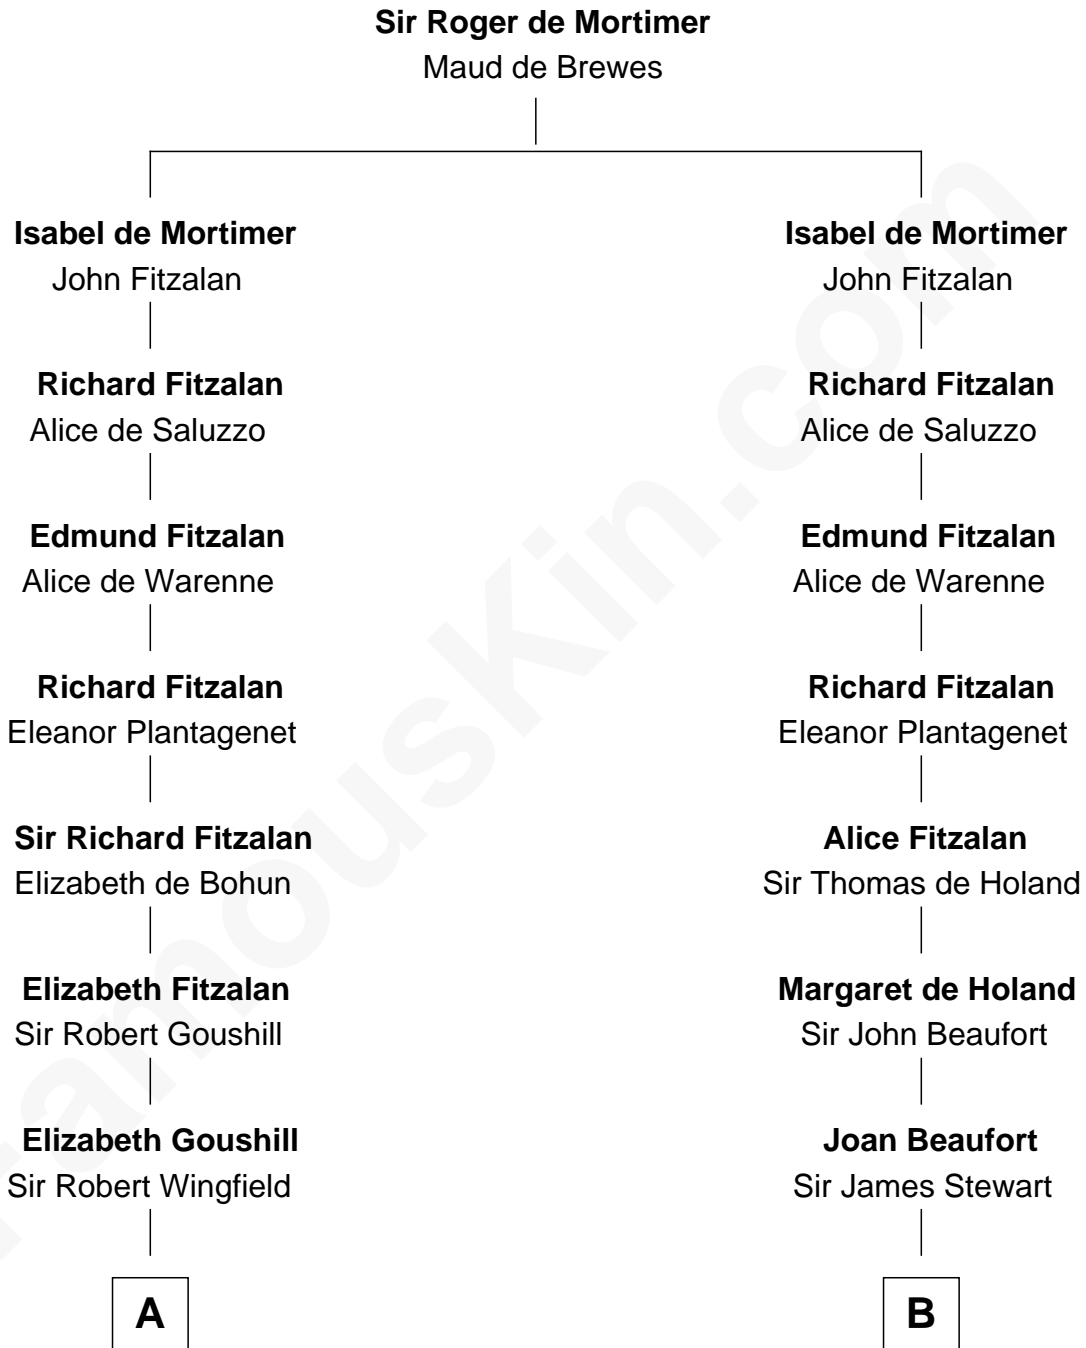 Sir Roger de Mortimer
Maud de Brewes
Isabel de Mortimer
John Fitzalan
Richard Fitzalan
Alice de Saluzzo
Edmund Fitzalan
Alice de Warenne
Richard Fitzalan
Eleanor Plantagenet
Sir Richard Fitzalan
Elizabeth de Bohun
Elizabeth Fitzalan
Sir Robert Goushill
Elizabeth Goushill
Sir Robert Wingfield
A
Isabel de Mortimer
John Fitzalan
Richard Fitzalan
Alice de Saluzzo
Edmund Fitzalan
Alice de Warenne
Richard Fitzalan
Eleanor Plantagenet
Alice Fitzalan
Sir Thomas de Holand
Margaret de Holand
Sir John Beaufort
Joan Beaufort
Sir James Stewart
B
FamousKin.com